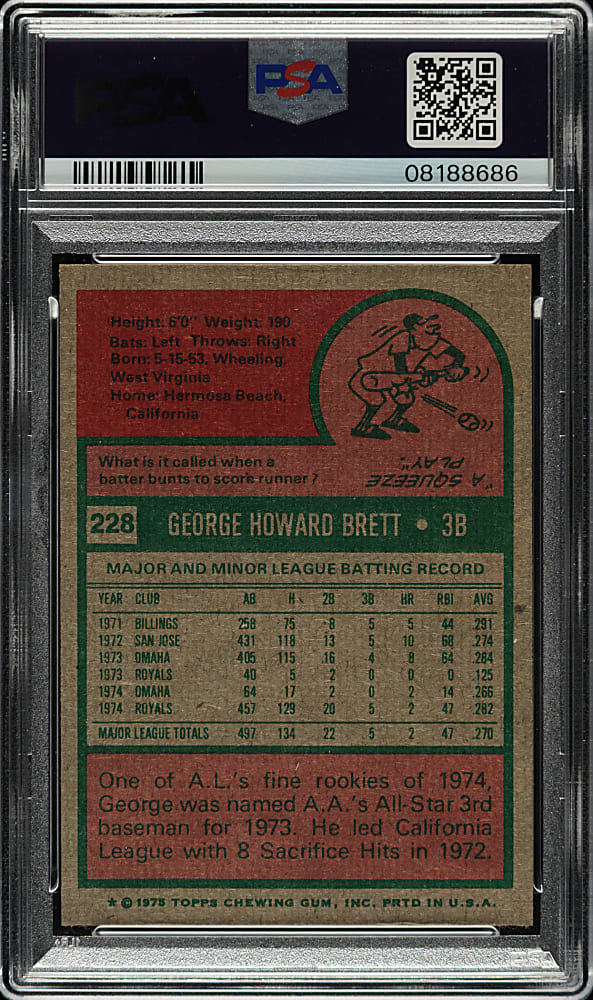 PSA
PSA
08188686
Height: 6'0" Weight: 190
Bats: Left Throws: Right
Born: 5-15-53, Wheeling,
West Virginia
Home: Hermosa Beach,
California
What is it called when a
batter bunts to score runner?
"A SQUEEZE
PLAY".
228 GEORGE HOWARD BRETT • 3B
MAJOR AND MINOR LEAGUE BATTING RECORD
YEAR CLUB AB H 2B 3B HR RBI AVG
1971 BILLINGS 258 75 8 5 5 44 .291
1972 SAN JOSE 431 118 13 5 10 68 .274
1973 OMAHA 405 115 16 4 8 64 .284
1973 ROYALS 40 5 2 0 0 0 .125
1974 OMAHA 64 17 2 0 2 14 .266
1974 ROYALS 457 129 20 5 2 47 .282
MAJOR LEAGUE TOTALS 497 134 22 5 2 47 .270
One of A.L.'s fine rookies of 1974,
George was named A.A.'s All-Star 3rd
baseman for 1973. He led California
League with 8 Sacrifice Hits in 1972.
* © 1975 TOPPS CHEWING GUM, INC. PRTD IN U.S.A.